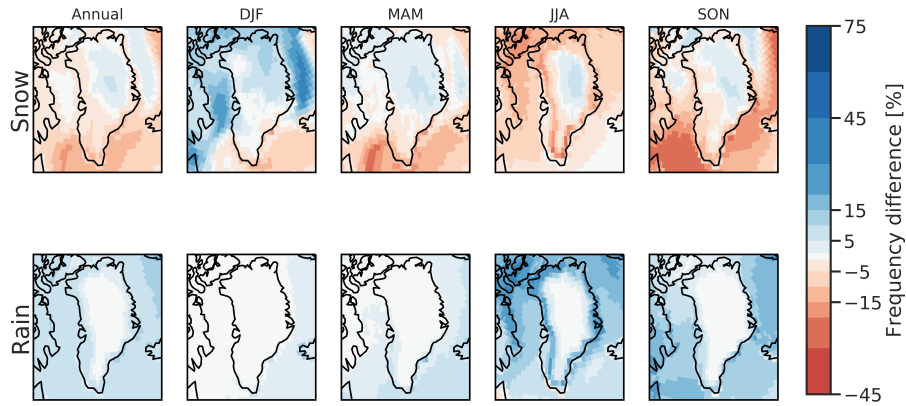 Annual DJF MAM JJA SON
Snow
Rain
75
45
15
5
−5
−15
−45
Frequency difference [%]